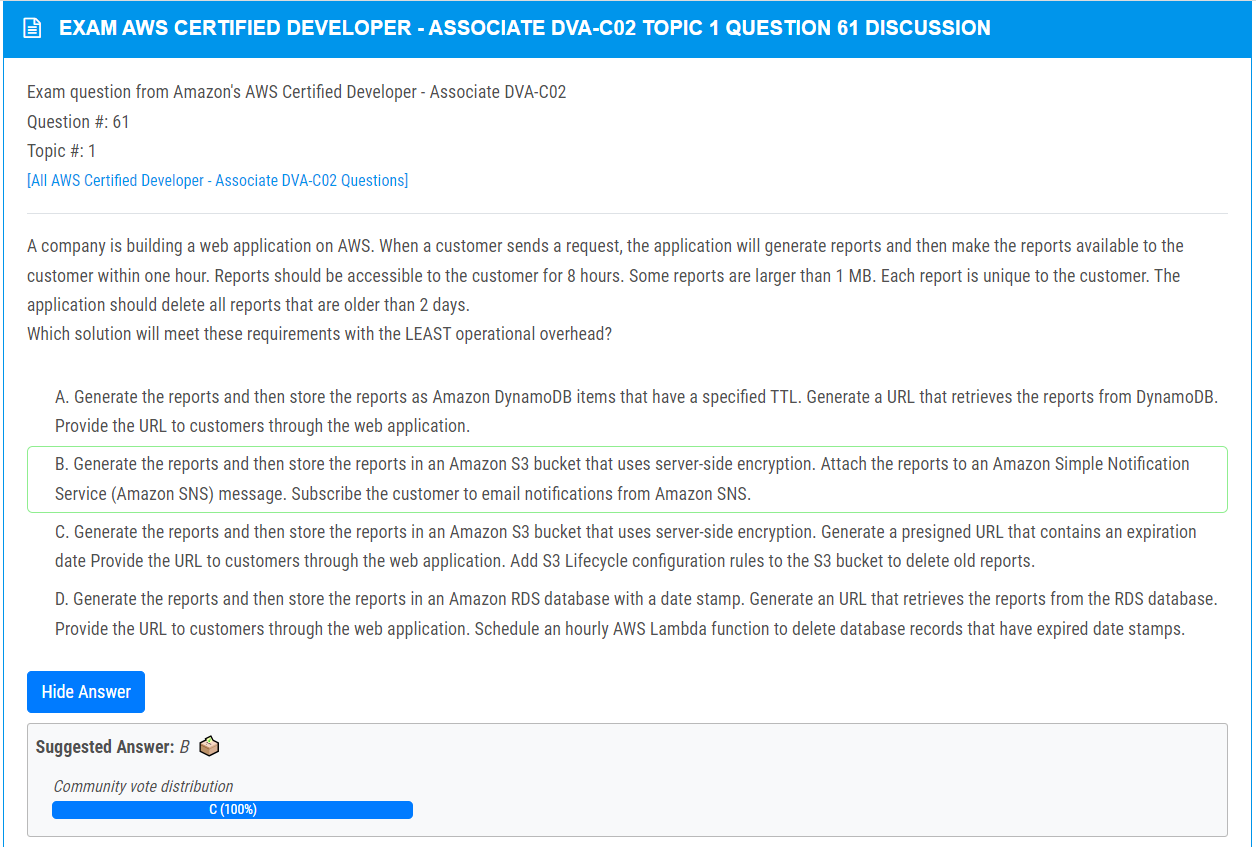 EXAM AWS CERTIFIED DEVELOPER - ASSOCIATE DVA-C02 TOPIC 1 QUESTION 61 DISCUSSION
Exam question from Amazon's AWS Certified Developer - Associate DVA-C02
Question #: 61
Topic #: 1
[All AWS Certified Developer - Associate DVA-C02 Questions]
A company is building a web application on AWS. When a customer sends a request, the application will generate reports and then make the reports available to the
customer within one hour. Reports should be accessible to the customer for 8 hours. Some reports are larger than 1 MB. Each report is unique to the customer. The
application should delete all reports that are older than 2 days.
Which solution will meet these requirements with the LEAST operational overhead?
A. Generate the reports and then store the reports as Amazon DynamoDB items that have a specified TTL. Generate a URL that retrieves the reports from DynamoDB.
Provide the URL to customers through the web application.
B. Generate the reports and then store the reports in an Amazon S3 bucket that uses server-side encryption. Attach the reports to an Amazon Simple Notification
Service (Amazon SNS) message. Subscribe the customer to email notifications from Amazon SNS.
C. Generate the reports and then store the reports in an Amazon S3 bucket that uses server-side encryption. Generate a presigned URL that contains an expiration
date Provide the URL to customers through the web application. Add S3 Lifecycle configuration rules to the S3 bucket to delete old reports.
D. Generate the reports and then store the reports in an Amazon RDS database with a date stamp. Generate an URL that retrieves the reports from the RDS database.
Provide the URL to customers through the web application. Schedule an hourly AWS Lambda function to delete database records that have expired date stamps.
Hide Answer
Suggested Answer: B
Community vote distribution
C (100%)